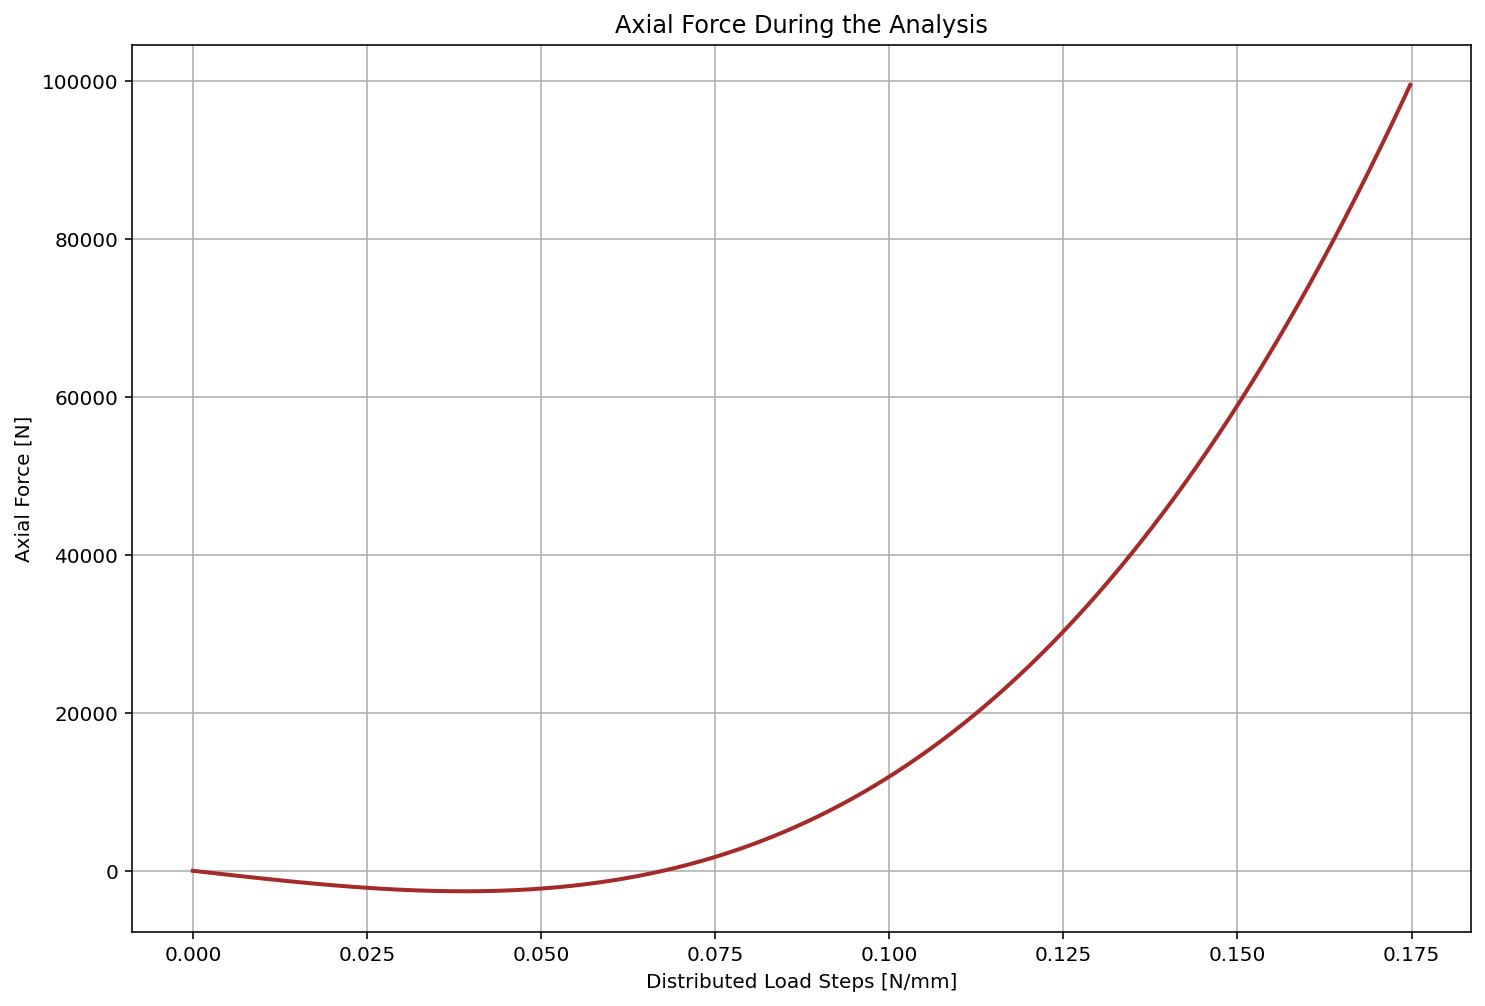 Axial Force During the Analysis
100000
80000
60000
40000
20000
0
Axial Force [N]
0.000 0.025 0.050 0.075 0.100 0.125 0.150 0.175
Distributed Load Steps [N/mm]